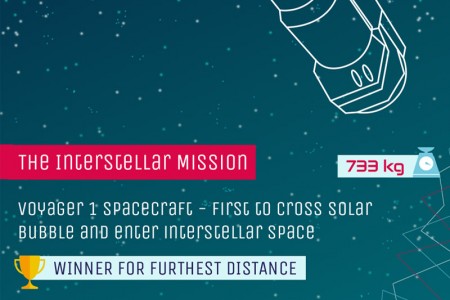 The Interstellar Mission
733 kg
Voyager 1 Spacecraft - First to cross solar
bubble and enter interstellar space
WINNER FOR FURTHEST DISTANCE